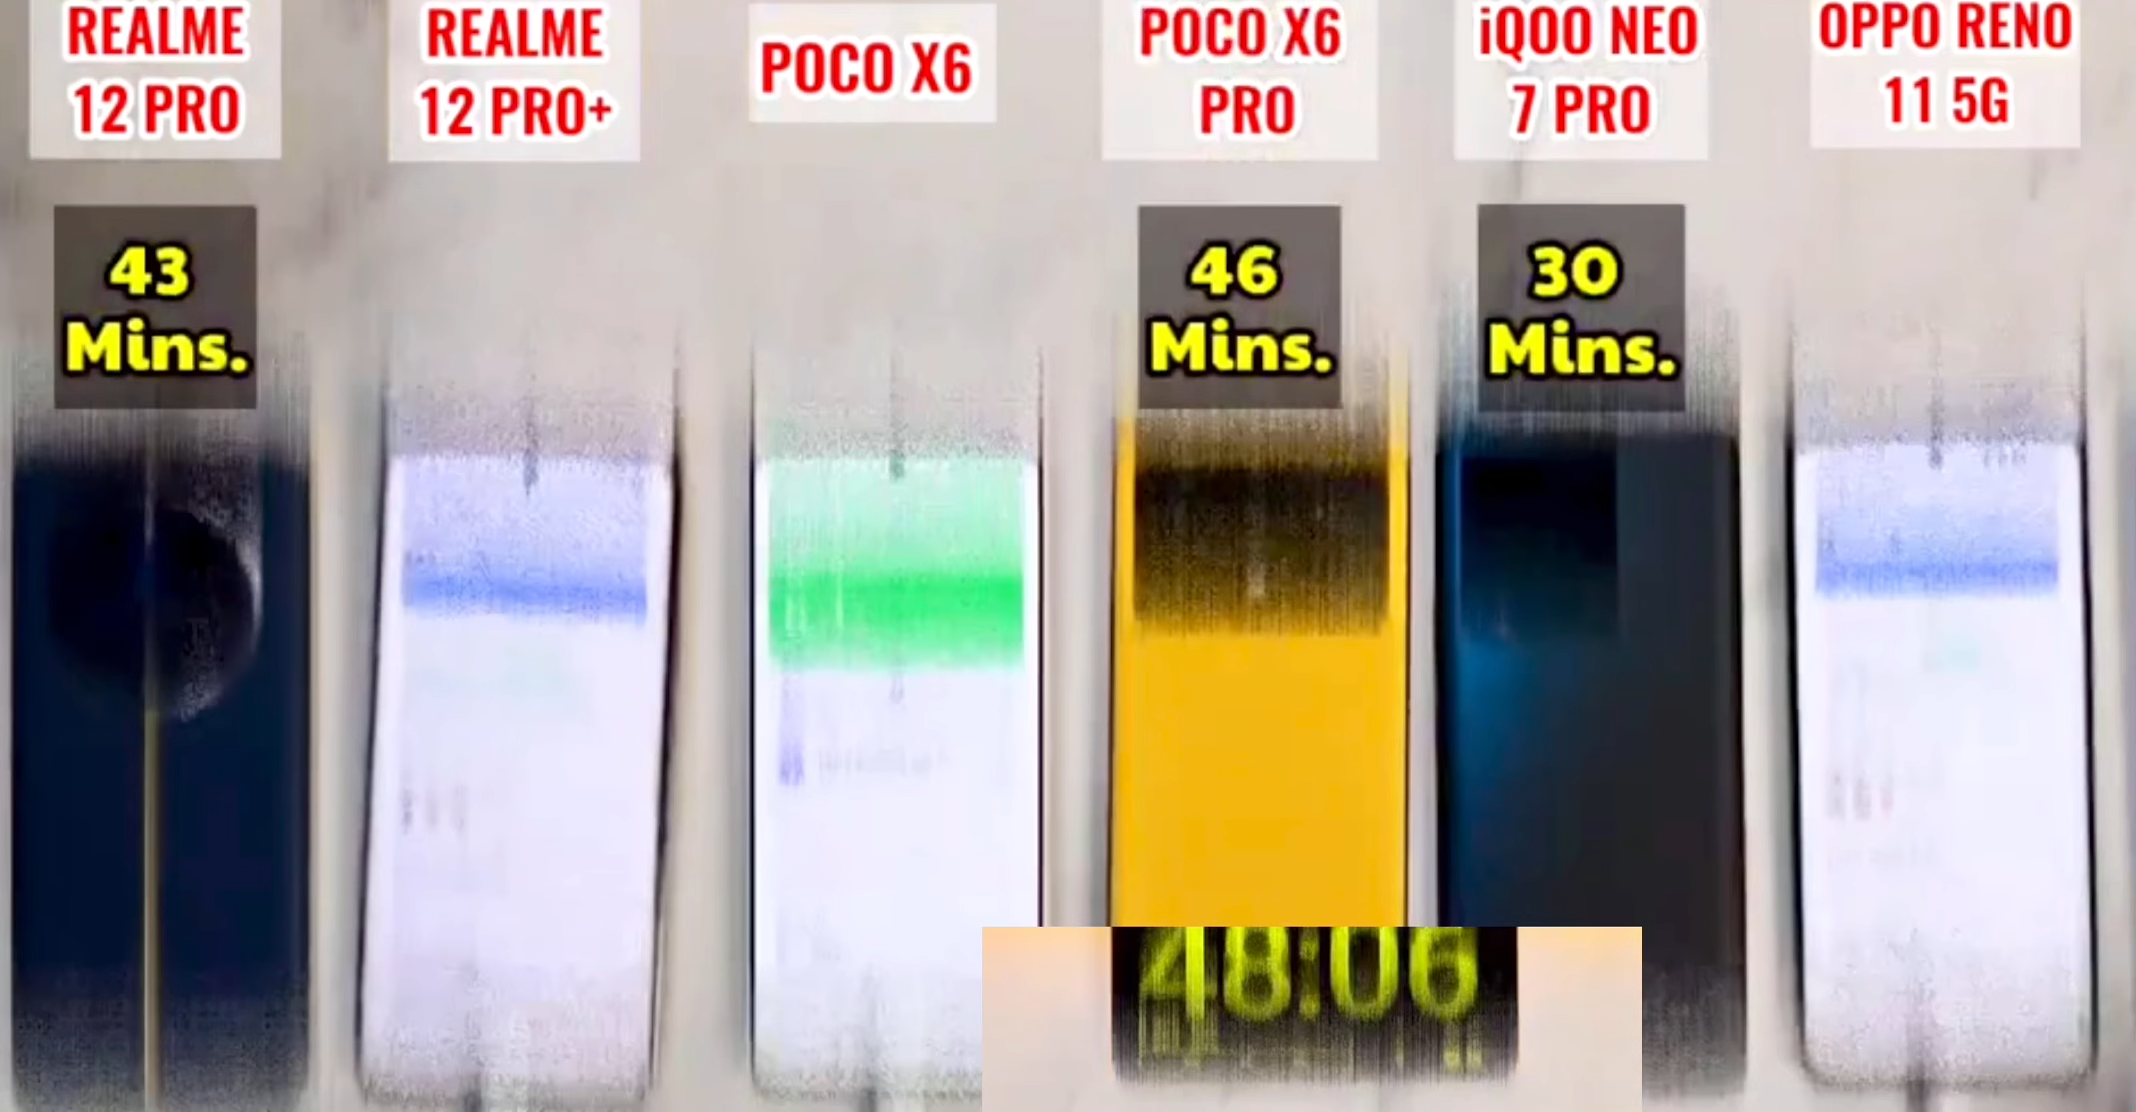 REALME
12 PRO
REALME
12 PRO+
POCO X6
POCO X6
PRO
iQOO NEO
7 PRO
OPPO RENO
11 5G
43
Mins.
46
Mins.
30
Mins.
48:06